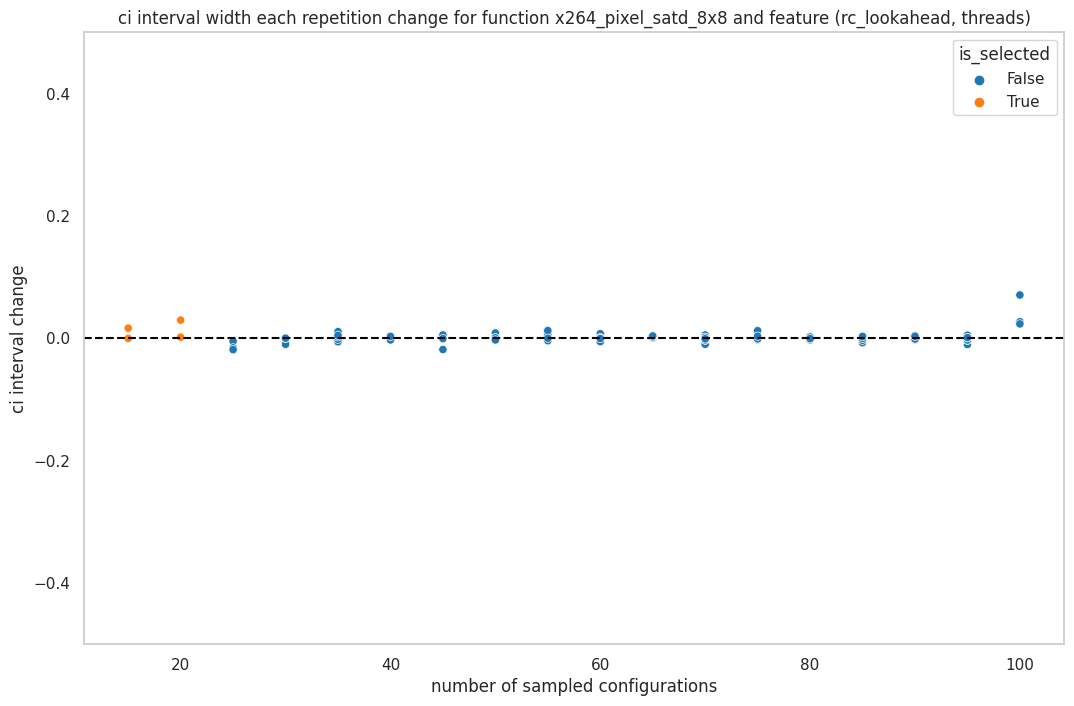 ci interval width each repetition change for function x264_pixel_satd_8x8 and feature (rc_lookahead, threads)
is_selected
False
True
0.4
0.2
0.0
−0.2
−0.4
ci interval change
20
40
60
80
100
number of sampled configurations